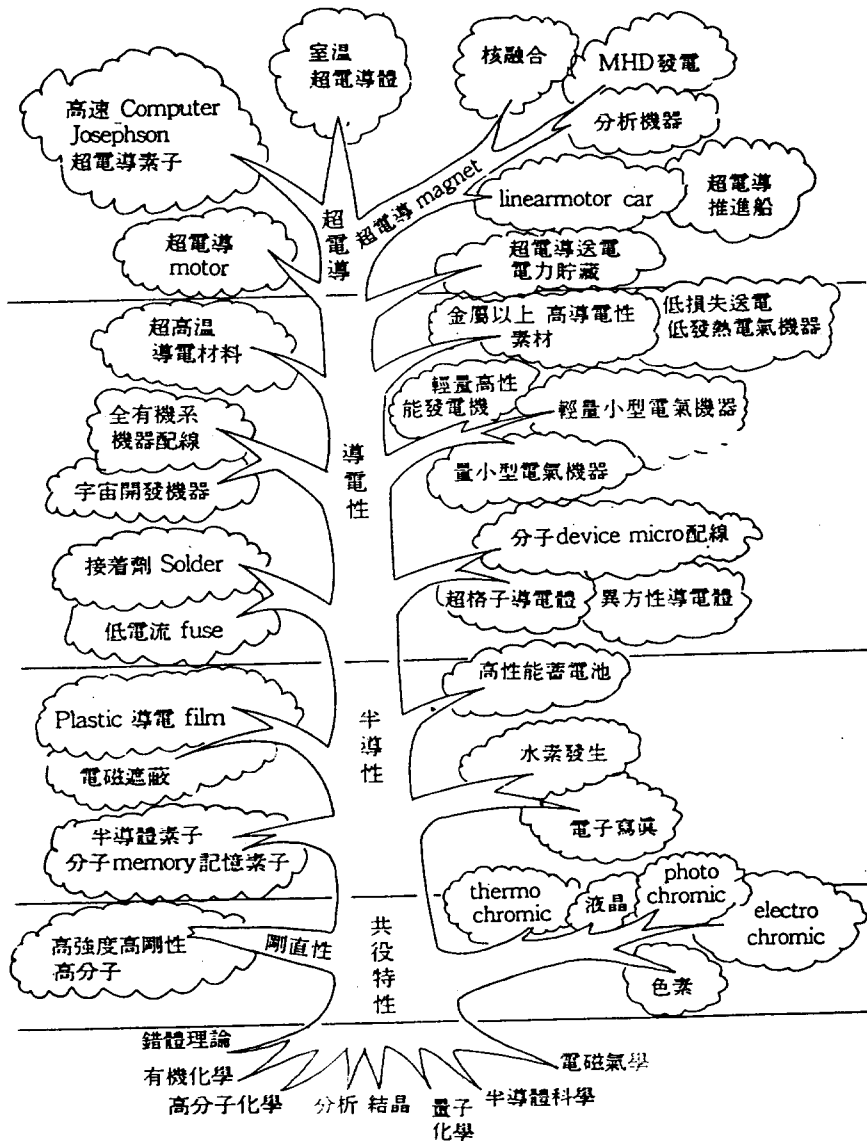 室温
超電導體
核融合
MHD發電
高速 Computer
Josephson
超電導素子
分析機器
超電導 magnet
linearmotor car
超電導
推進船
超電導
超電導
motor
超電導送電
電力貯藏
超高温
導電材料
金屬以上 高導電性
素材
低損失送電
低發熱電氣機器
輕量高性
能發電機
輕量小型電氣機器
全有機系
機器配線
導電性
量小型電氣機器
宇宙開發機器
分子device micro配線
接着劑 Solder
超格子導電體
異方性導電體
低電流 fuse
高性能蓄電池
Plastic 導電 film
半導性
水素發生
電磁遮蔽
電子寫眞
半導體素子
分子memory記憶素子
thermo
chromic
液晶
photo
chromic
electro
chromic
共役特性
剛直性
高強度高剛性
高分子
色素
錯體理論
有機化學
高分子化學
分析
結晶
量子
化學
半導體科學
電磁氣學